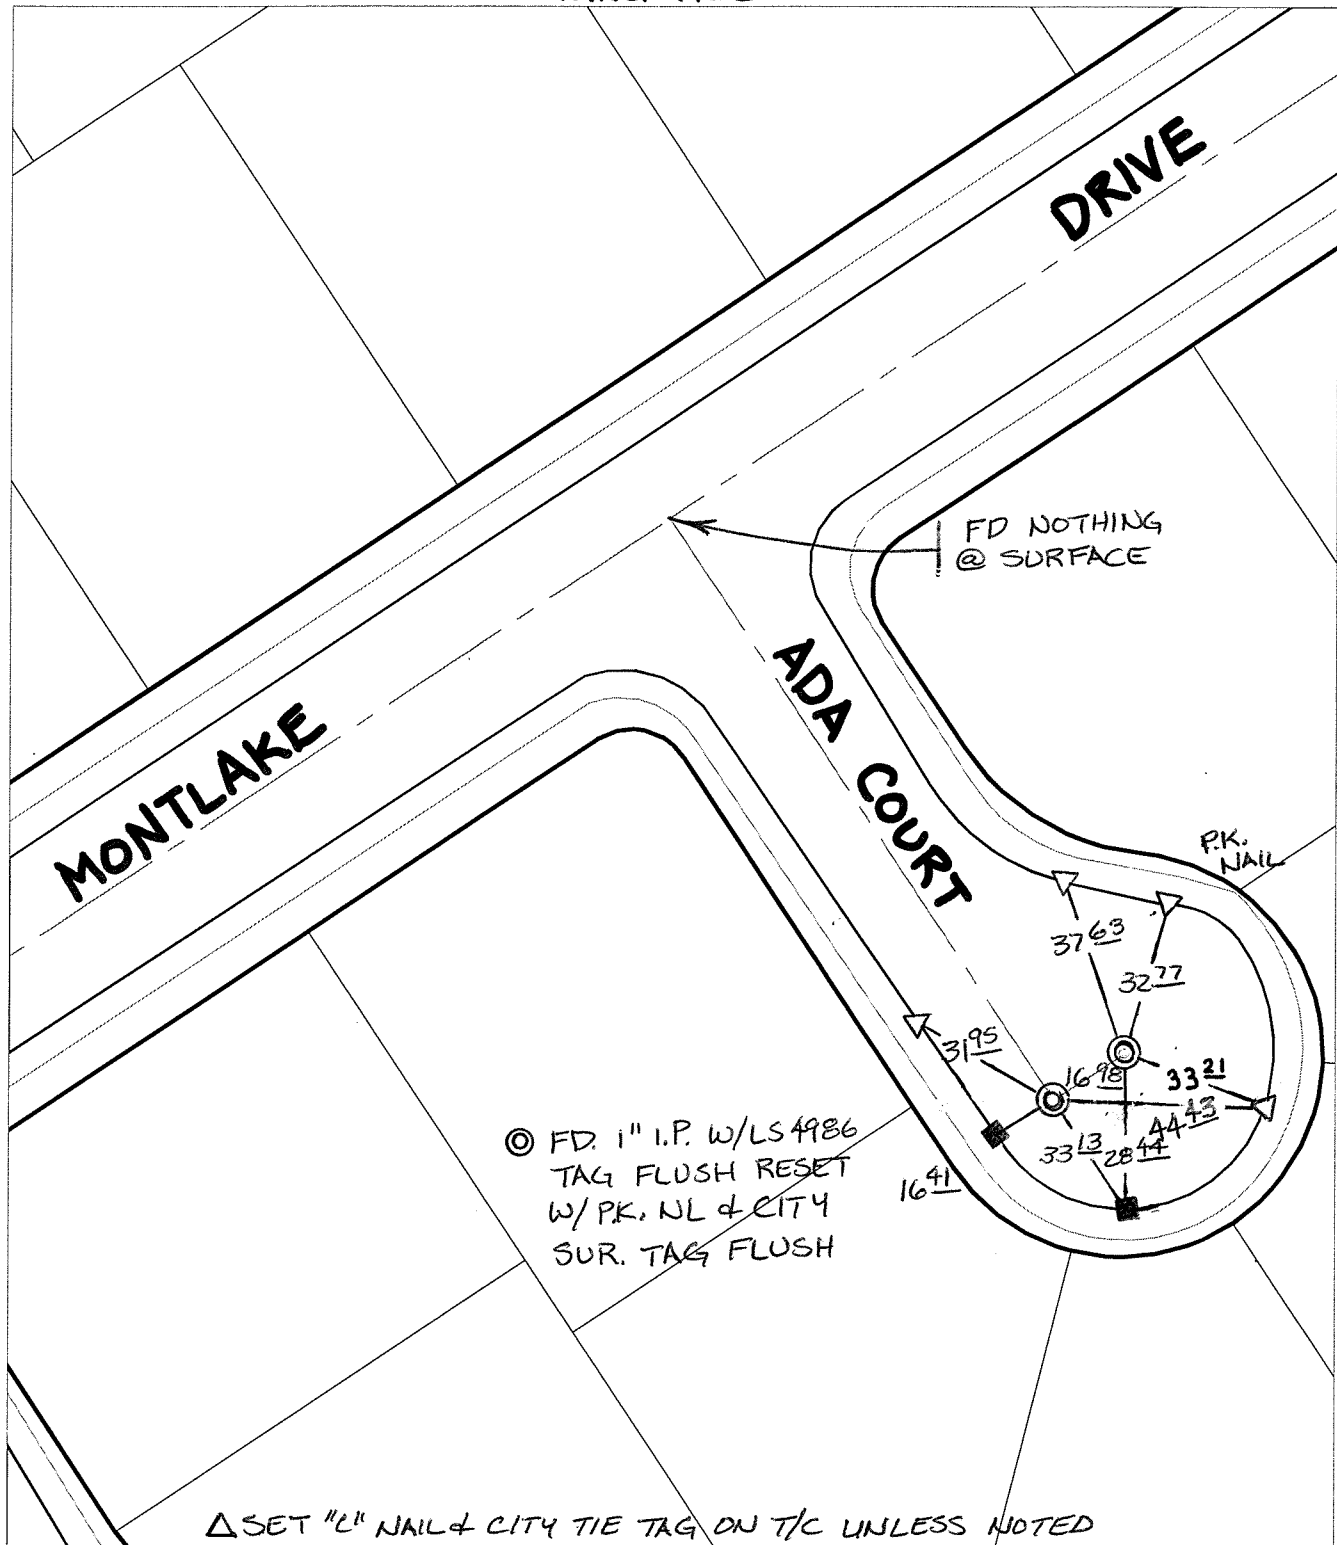 DRIVE
FD NOTHING
@ SURFACE
ADA COURT
MONTLAKE
P.K.
NAIL
37 63
32 77
31 95
16 98
33 21
44 43
33 13
28 44
16 41
FD. 1" I.P. W/LS 4986
TAG FLUSH RESET
W/ P.K. NL & CITY
SUR. TAG FLUSH
SET "L" NAIL & CITY TIE TAG ON T/C UNLESS NOTED